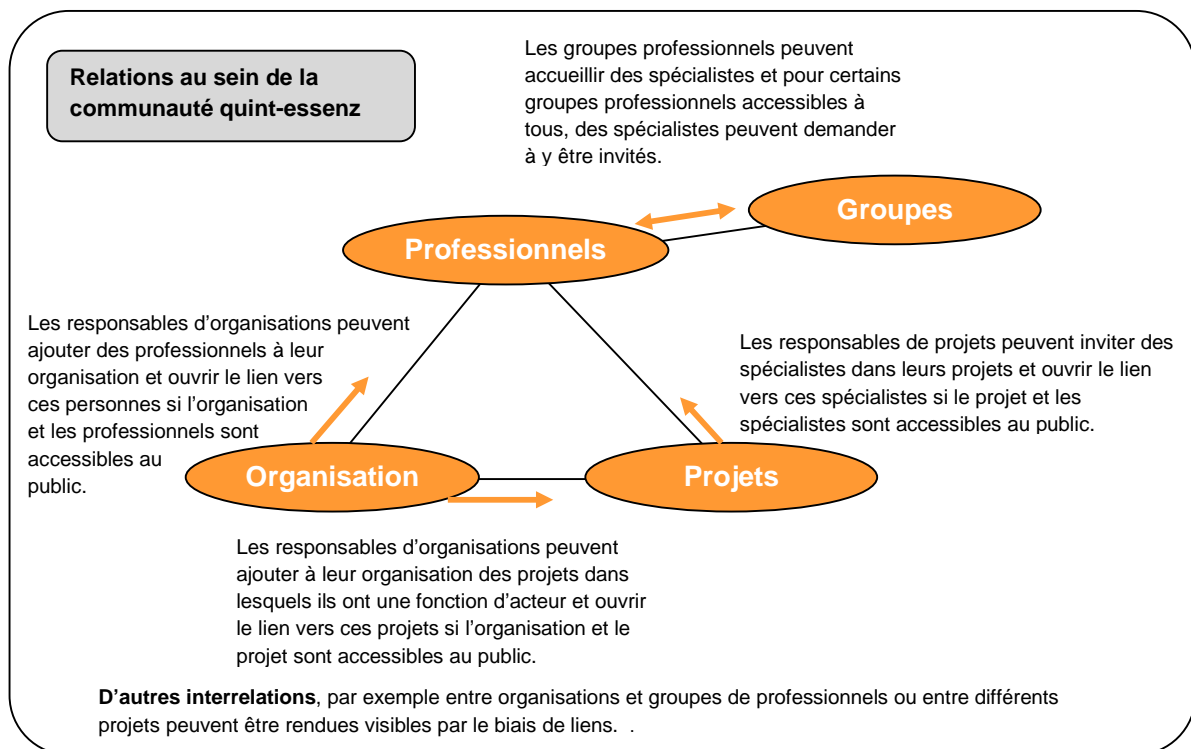 Relations au sein de la
communauté quint-essenz
Les groupes professionnels peuvent
accueillir des spécialistes et pour certains
groupes professionnels accessibles à
tous, des spécialistes peuvent demander
à y être invités.
Groupes
Professionnels
Les responsables d’organisations peuvent
ajouter des professionnels à leur
organisation et ouvrir le lien vers
ces personnes si l’organisation
et les professionnels sont
accessibles au
public.
Les responsables de projets peuvent inviter des
spécialistes dans leurs projets et ouvrir le lien
vers ces spécialistes si le projet et les
spécialistes sont accessibles au public.
Organisation
Projets
Les responsables d’organisations peuvent
ajouter à leur organisation des projets dans
lesquels ils ont une fonction d’acteur et ouvrir
le lien vers ces projets si l’organisation et le
projet sont accessibles au public.
D’autres interrelations, par exemple entre organisations et groupes de professionnels ou entre différents
projets peuvent être rendues visibles par le biais de liens. .